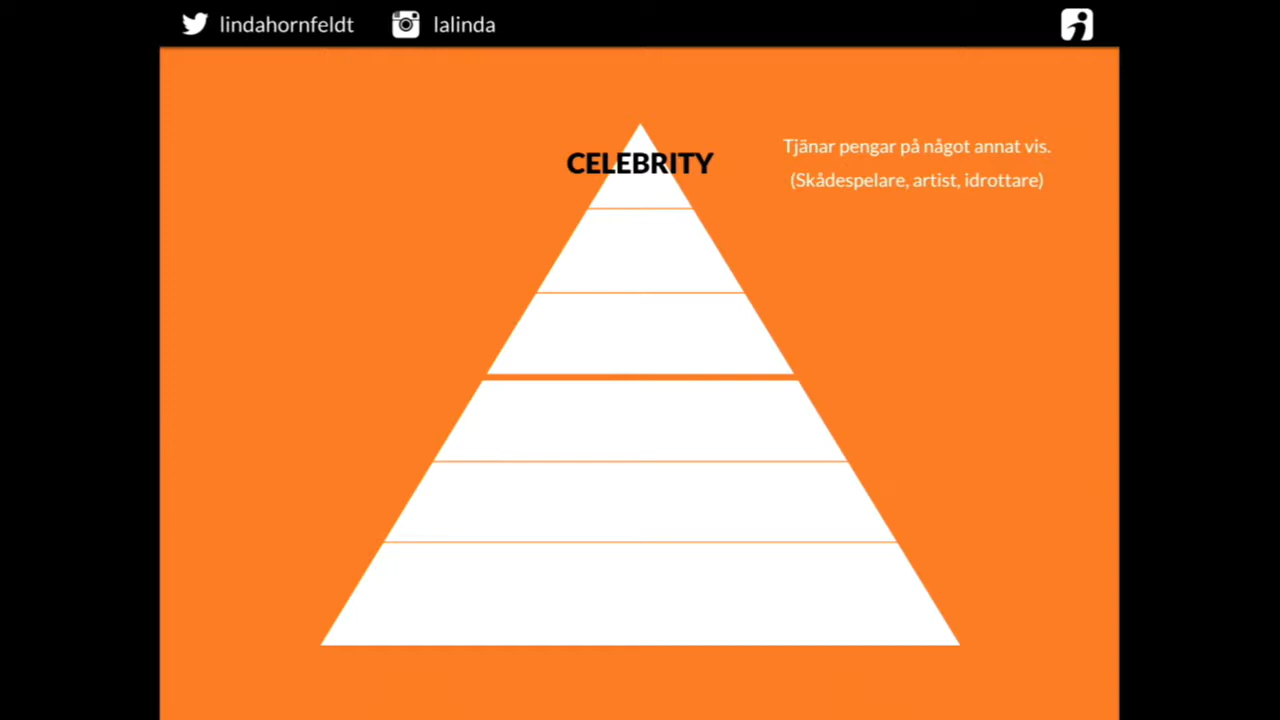 lindahornfeldt lalinda
CELEBRITY
Tjänar pengar på något annat vis.
(Skådespelare, artist, idrottare)